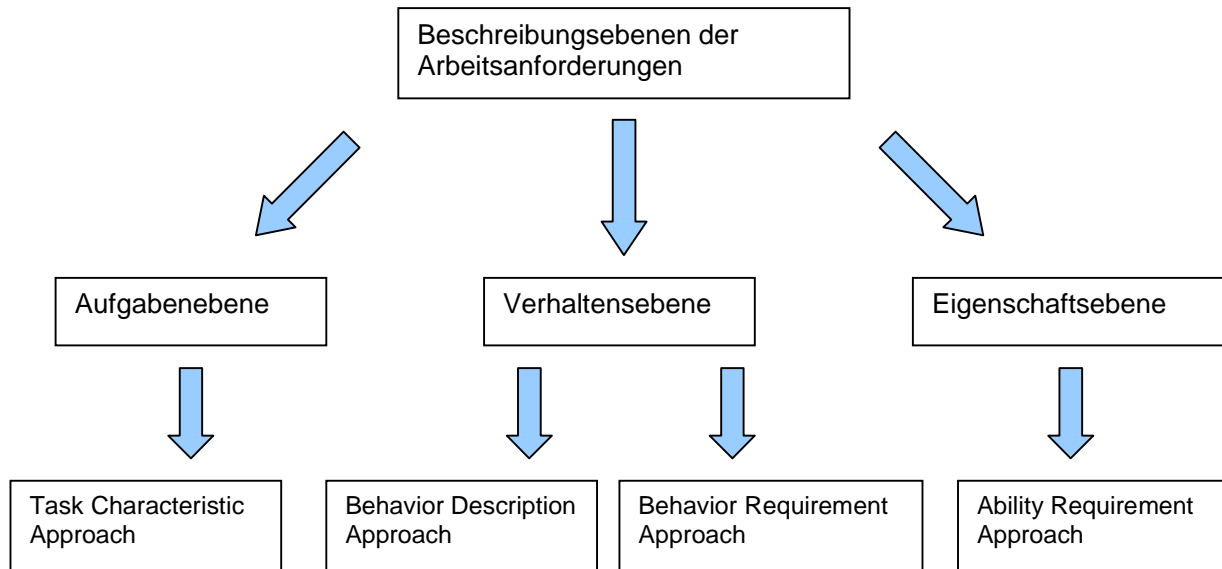 Beschreibungsebenen der
Arbeitsanforderungen
Aufgabenebene
Verhaltensebene
Eigenschaftsebene
Task Characteristic
Approach
Behavior Description
Approach
Behavior Requirement
Approach
Ability Requirement
Approach